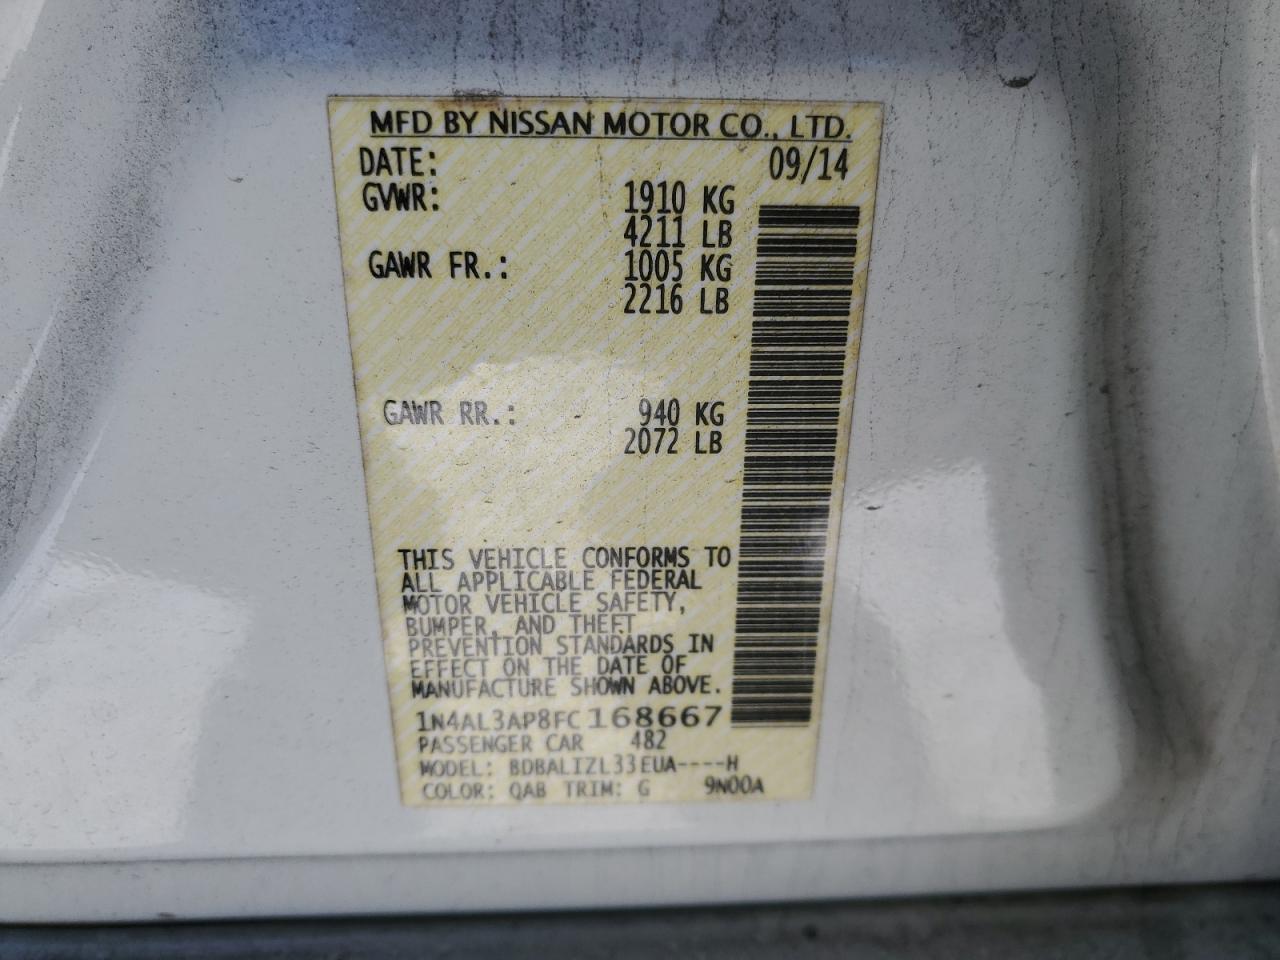 MFD BY NISSAN MOTOR CO., LTD.
DATE: 09/14
GVWR: 1910 KG
4211 LB
GAWR FR.: 1005 KG
2216 LB
GAWR RR.: 940 KG
2072 LB
THIS VEHICLE CONFORMS TO
ALL APPLICABLE FEDERAL
MOTOR VEHICLE SAFETY,
BUMPER, AND THEFT
PREVENTION STANDARDS IN
EFFECT ON THE DATE OF
MANUFACTURE SHOWN ABOVE.
1N4AL3AP8FC168667
PASSENGER CAR 482
MODEL: BDBALIZL33EUA----H
COLOR: QAB TRIM: G 9N00A